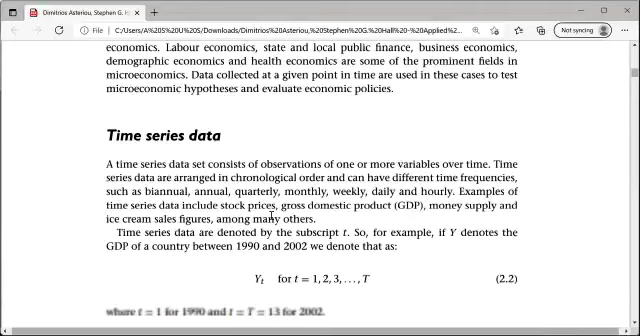 Dimitrios Asteriou, Stephen G. H
File
C:/Users/A%20S%20U%20S/Downloads/Dimitrios%20Asteriou,%20Stephen%20G.%20Hall%20-%20Applied%2...
Not syncing
economics. Labour economics, state and local public finance, business economics,
demographic economics and health economics are some of the prominent fields in
microeconomics. Data collected at a given point in time are used in these cases to test
microeconomic hypotheses and evaluate economic policies.
Time series data
A time series data set consists of observations of one or more variables over time. Time
series data are arranged in chronological order and can have different time frequencies,
such as biannual, annual, quarterly, monthly, weekly, daily and hourly. Examples of
time series data include stock prices, gross domestic product (GDP), money supply and
ice cream sales figures, among many others.
Time series data are denoted by the subscript t. So, for example, if Y denotes the
GDP of a country between 1990 and 2002 we denote that as:
Yt for t = 1, 2, 3, . . . , T (2.2)
where t = 1 for 1990 and t = T = 13 for 2002.